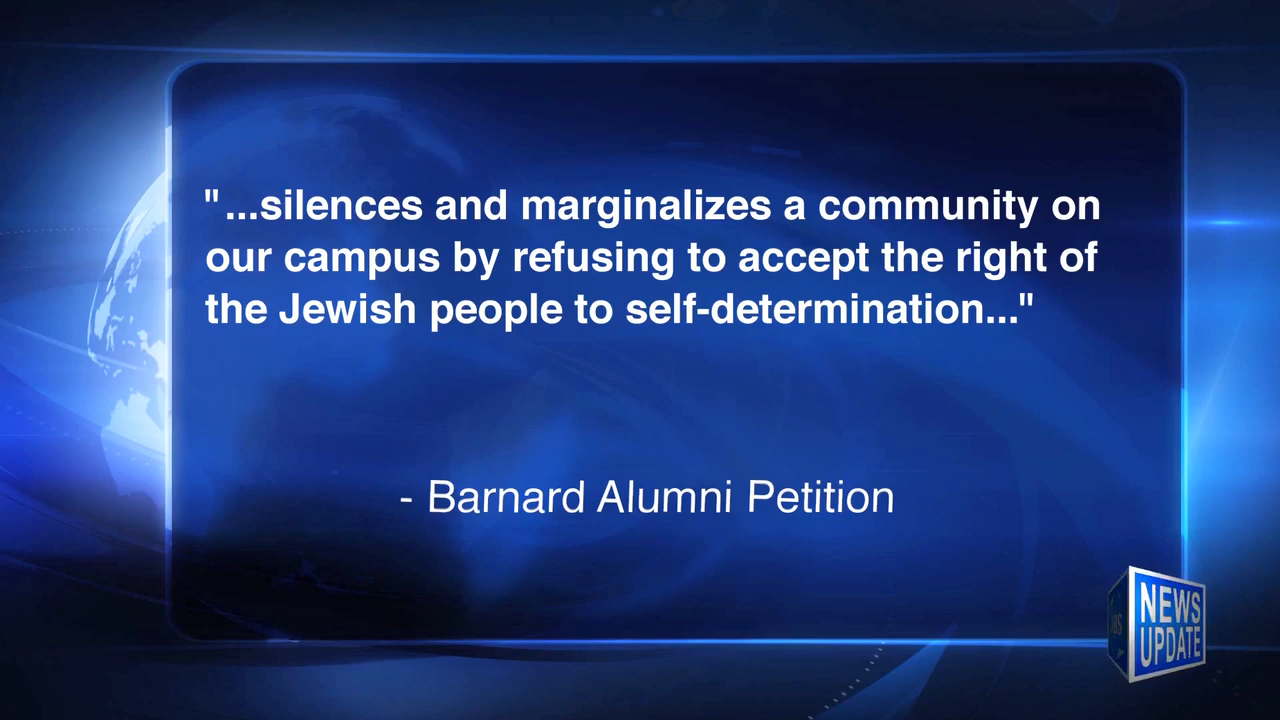 "...silences and marginalizes a community on
our campus by refusing to accept the right of
the Jewish people to self-determination..."
- Barnard Alumni Petition
NEWS
UPDATE